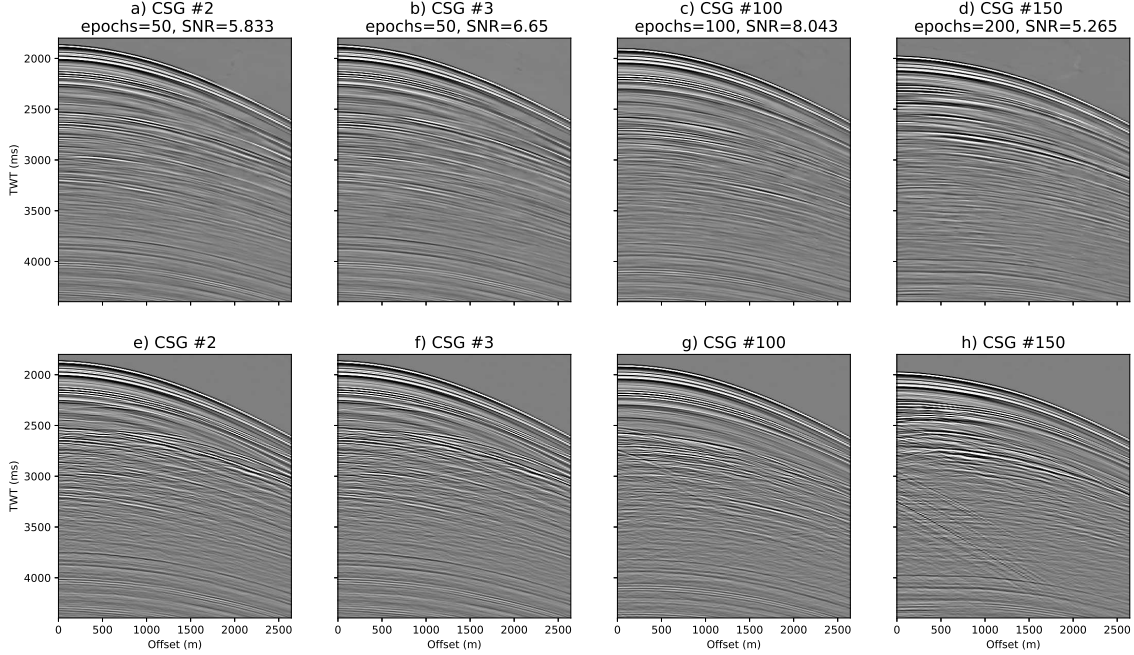 a) CSG #2
epochs=50, SNR=5.833
b) CSG #3
epochs=50, SNR=6.65
c) CSG #100
epochs=100, SNR=8.043
d) CSG #150
epochs=200, SNR=5.265
TWT (ms)
2000
2500
3000
3500
4000
e) CSG #2
f) CSG #3
g) CSG #100
h) CSG #150
TWT (ms)
2000
2500
3000
3500
4000
0 500 1000 1500 2000 2500
0 500 1000 1500 2000 2500
0 500 1000 1500 2000 2500
0 500 1000 1500 2000 2500
Offset (m)
Offset (m)
Offset (m)
Offset (m)